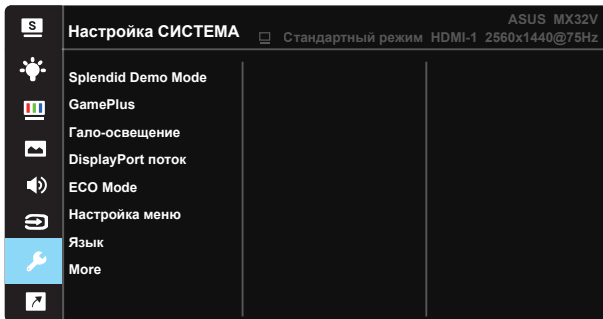 S
ASUS MX32V
Настройка СИСТЕМА
Стандартный режим HDMI-1 2560x1440@75Hz
Splendid Demo Mode
GamePlus
Гало-освещение
DisplayPort поток
ECO Mode
Настройка меню
Язык
More